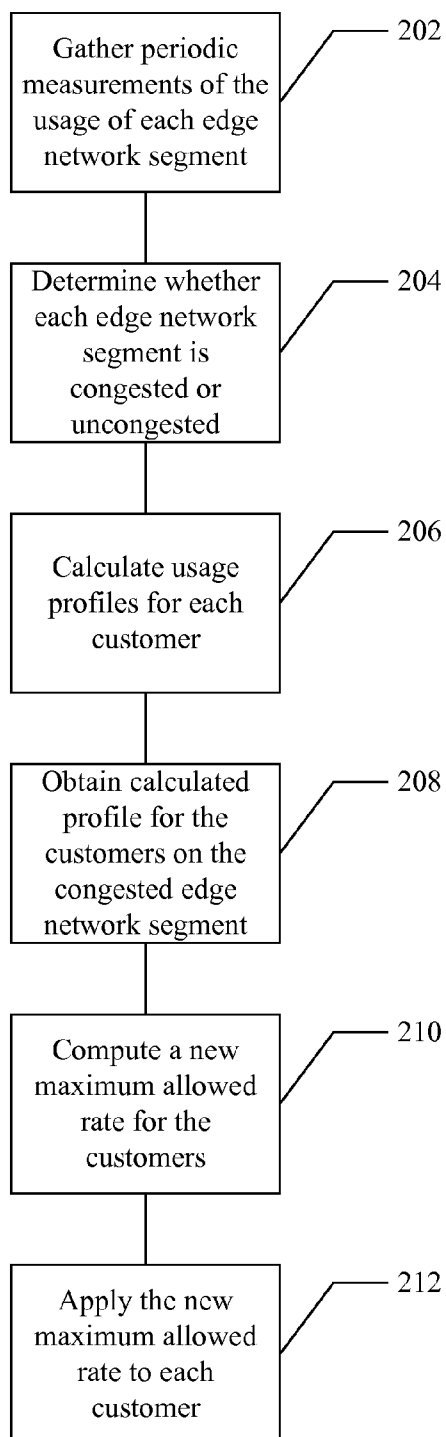 Gather periodic
202
measurements of the
usage of each edge
network segment
Determine whether
204
each edge network
segment is
congested or
uncongested
206
Calculate usage
profiles for each
customer
Obtain calculated
208
profile for the
customers on the
congested edge
network segment
Compute a new
210
maximum allowed
rate for the
customers
Apply the new
212
maximum allowed
rate to each
customer